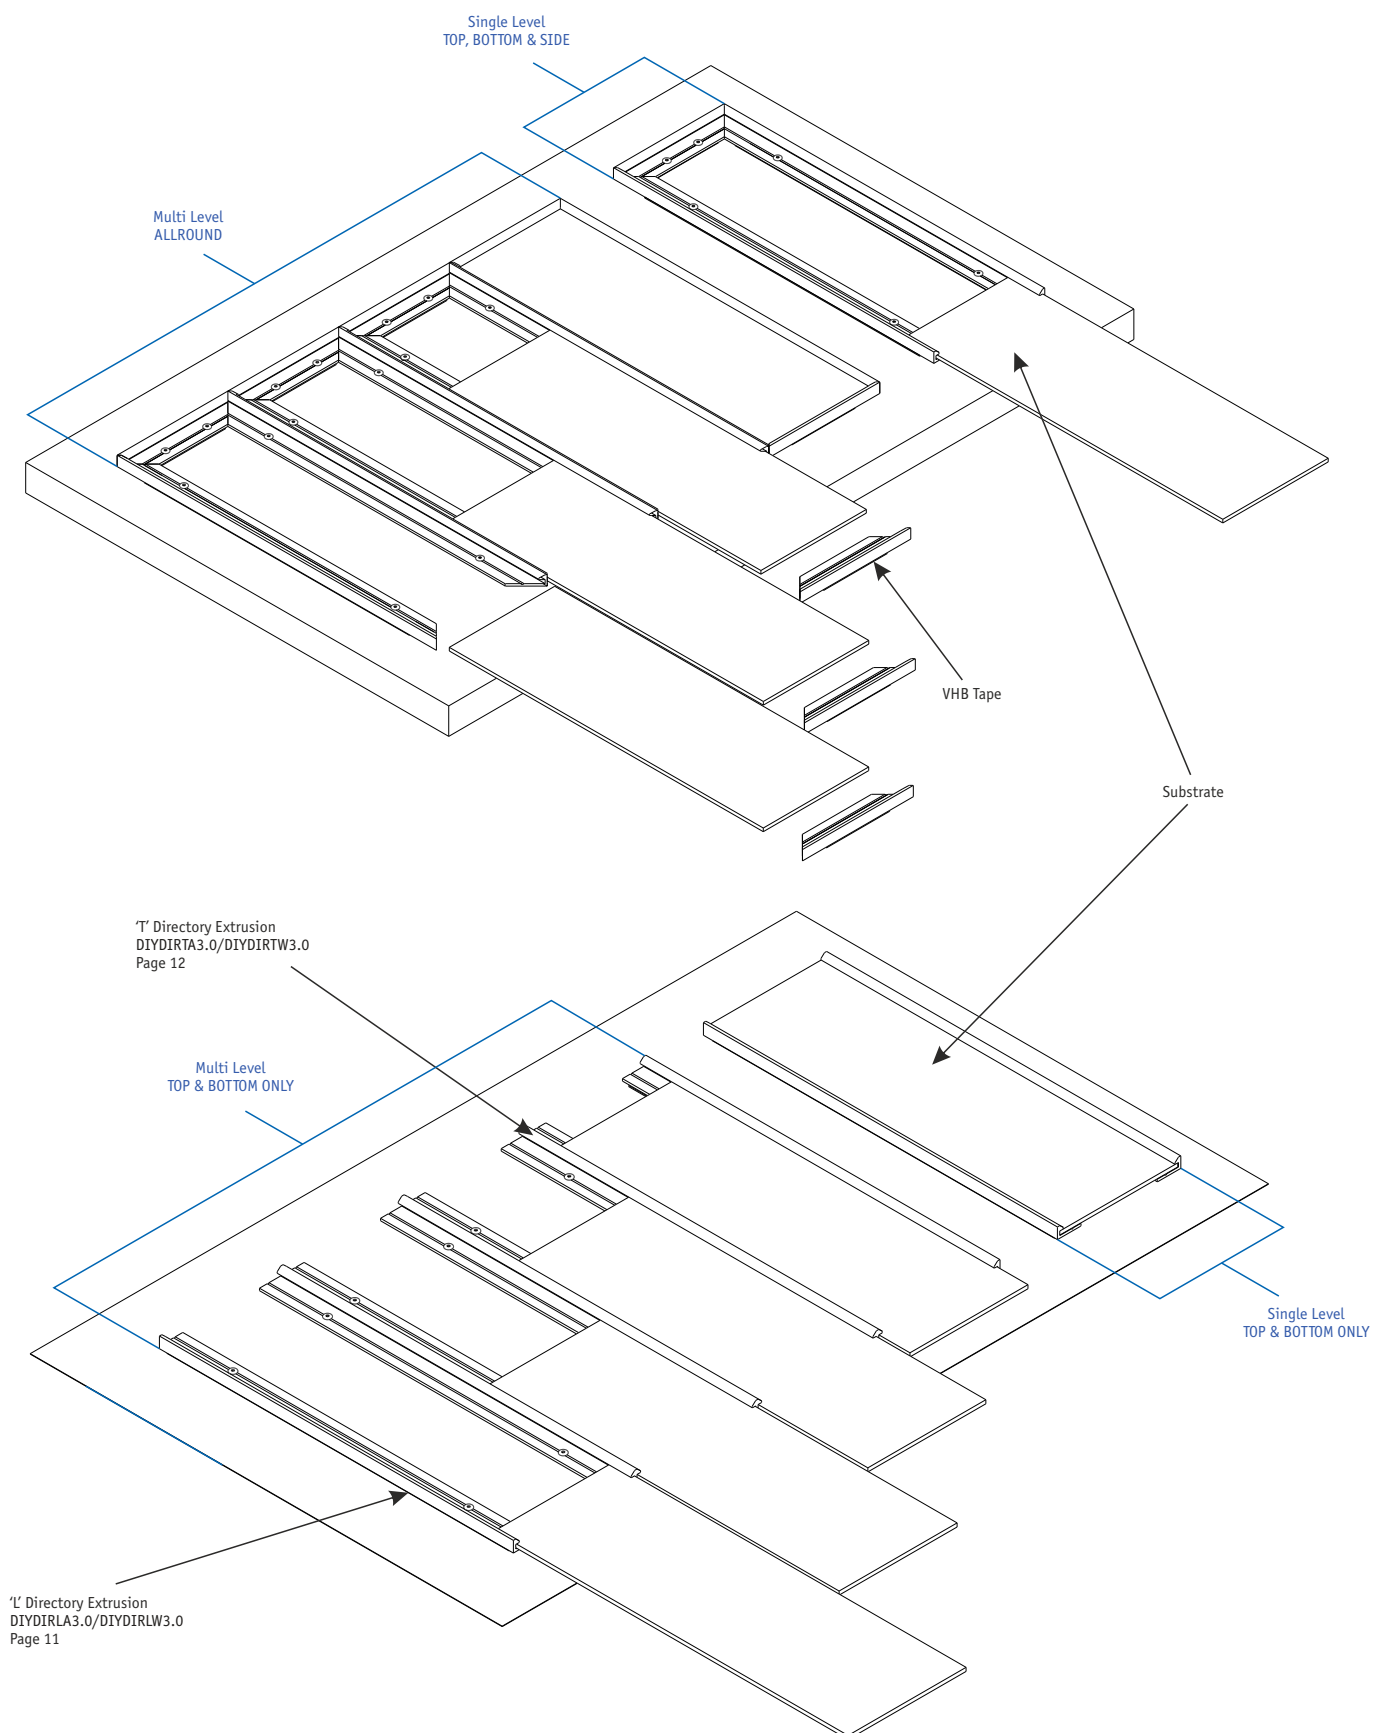 Single Level
TOP, BOTTOM & SIDE
Multi Level
ALLROUND
VHB Tape
Substrate
‘T’ Directory Extrusion
DIYDIRTA3.0/DIYDIRTW3.0
Page 12
Multi Level
TOP & BOTTOM ONLY
Single Level
TOP & BOTTOM ONLY
‘L’ Directory Extrusion
DIYDIRLA3.0/DIYDIRLW3.0
Page 11